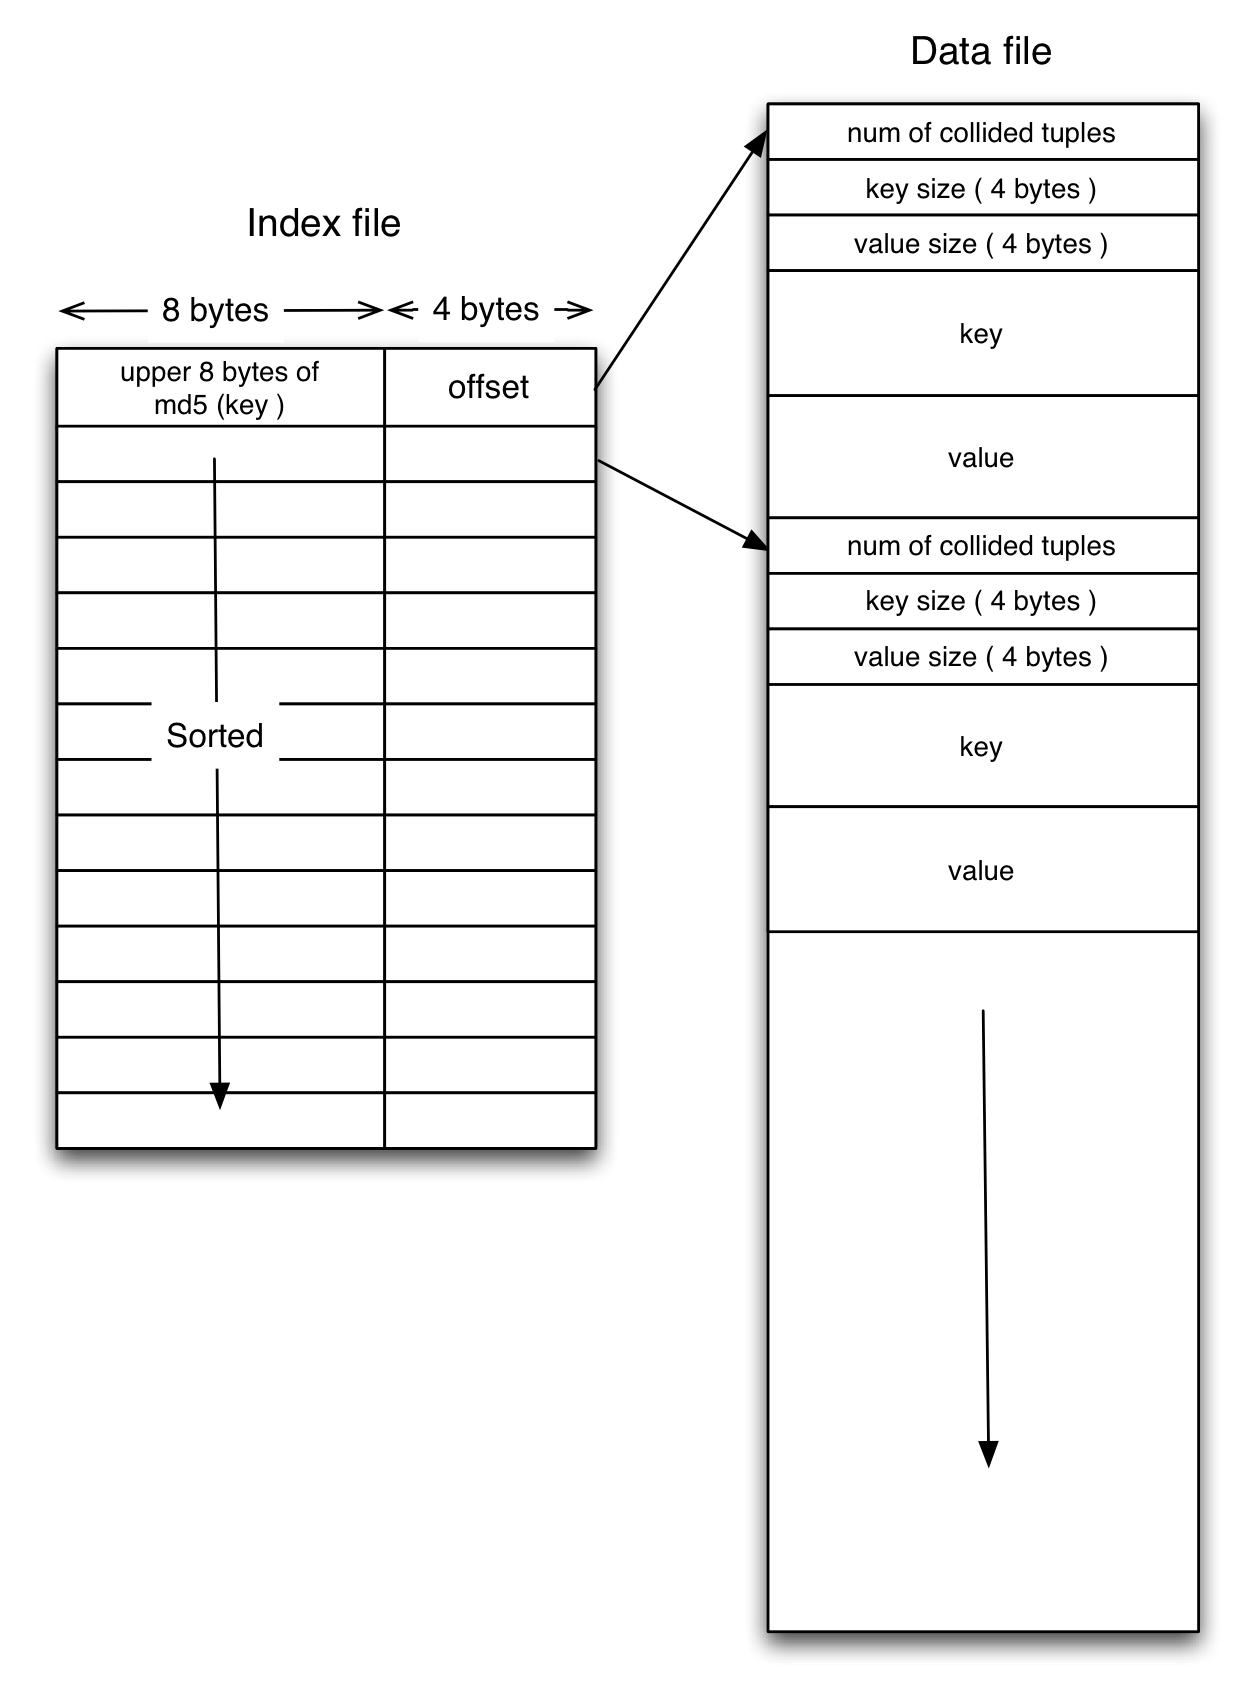 Data file
num of collided tuples
key size ( 4 bytes )
value size ( 4 bytes )
key
value
num of collided tuples
key size ( 4 bytes )
value size ( 4 bytes )
key
value
Index file
8 bytes
4 bytes
upper 8 bytes of
md5 (key )
offset
Sorted